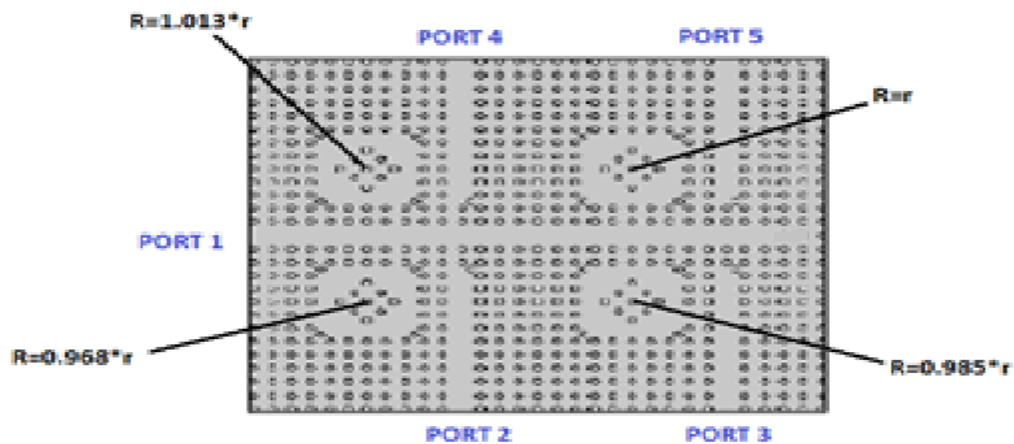 R=1.013*r
PORT 4
PORT 5
R=r
PORT 1
R=0.968*r
R=0.985*r
PORT 2
PORT 3